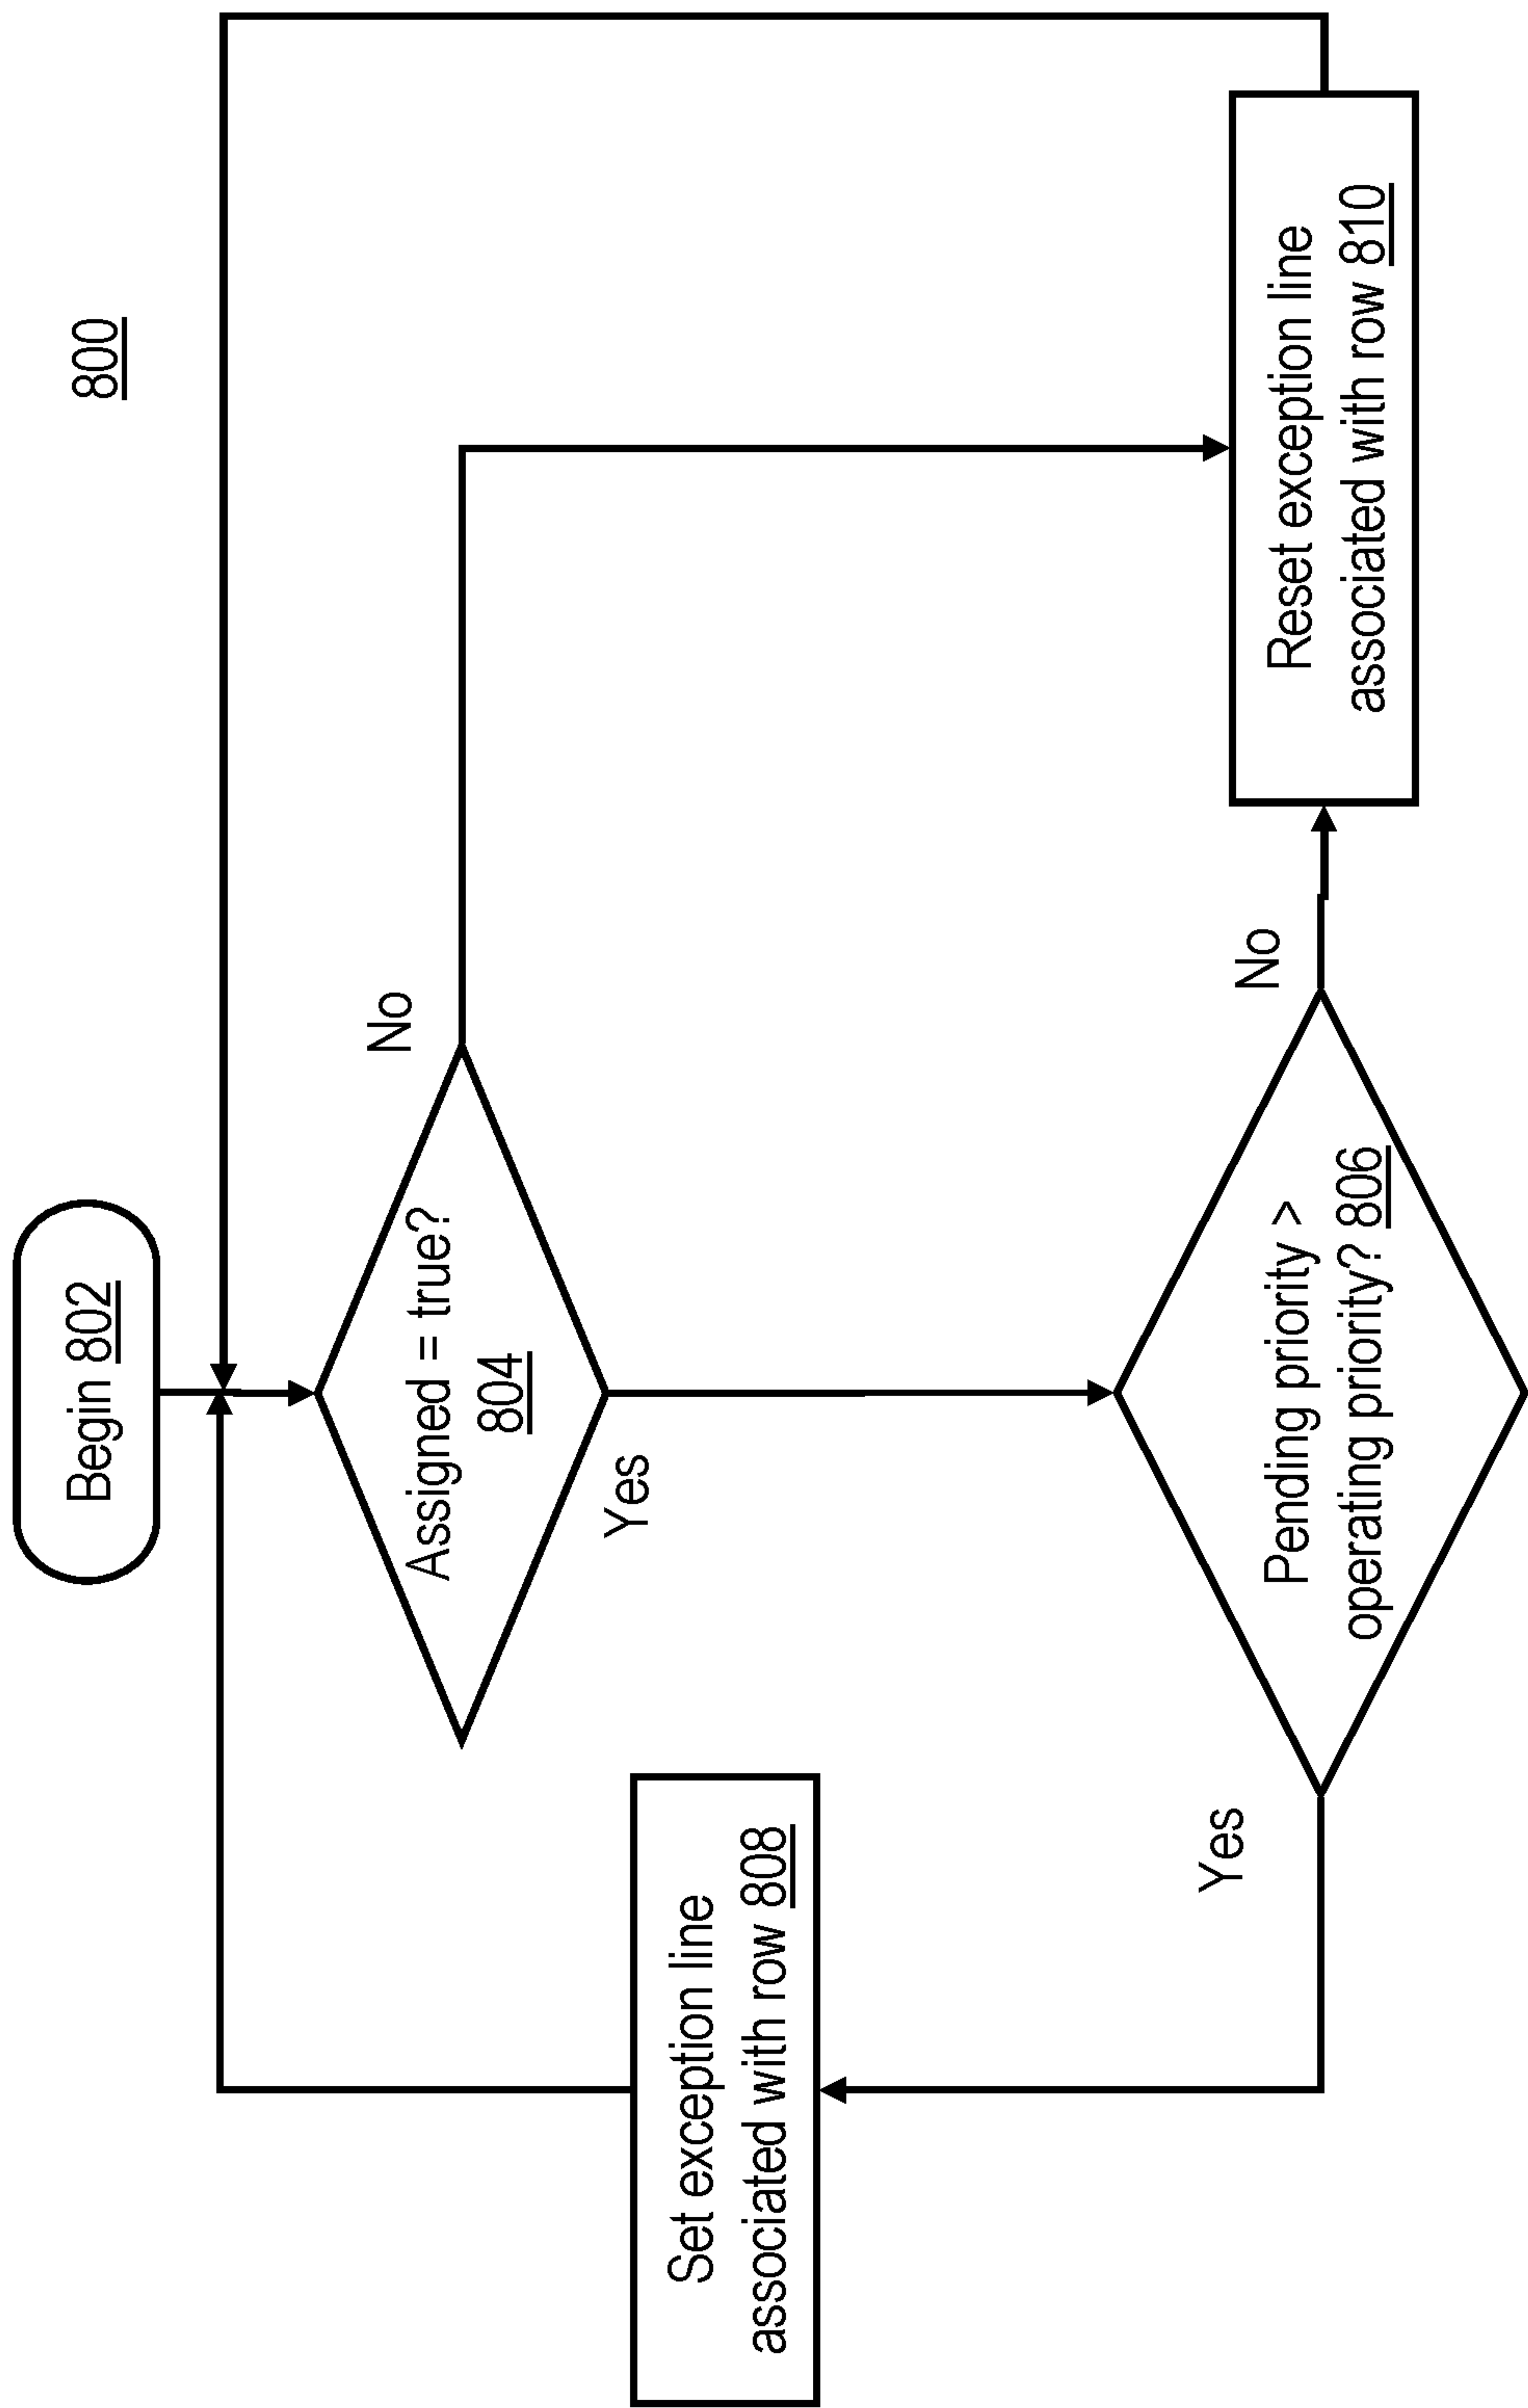 800
Begin 802
Assigned = true?
804
No
Yes
Set exception line
associated with row 808
Yes
Pending priority >
operating priority? 806
No
Reset exception line
associated with row 810